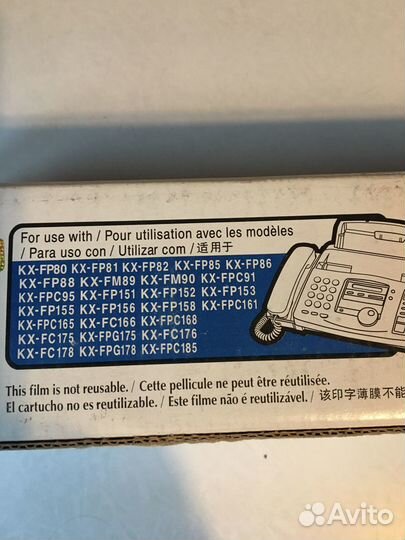 For use with / Pour utilisation avec les modèles
/ Para uso con / Utilizar com / 适用于
KX-FP80 KX-FP81 KX-FP82 KX-FP85 KX-FP86
KX-FP88 KX-FM89 KX-FM90 KX-FPC91
KX-FPC95 KX-FP151 KX-FP152 KX-FP153
KX-FP155 KX-FP156 KX-FP158 KX-FPC161
KX-FPC165 KX-FC166 KX-FPC168
KX-FC175 KX-FPG175 KX-FC176
KX-FC178 KX-FPG178 KX-FPC185
This film is not reusable. / Cette pellicule ne peut être réutilisée.
El cartucho no es reutilizable. / Este filme não é reutilizável. / 该印字薄膜不能
Avito